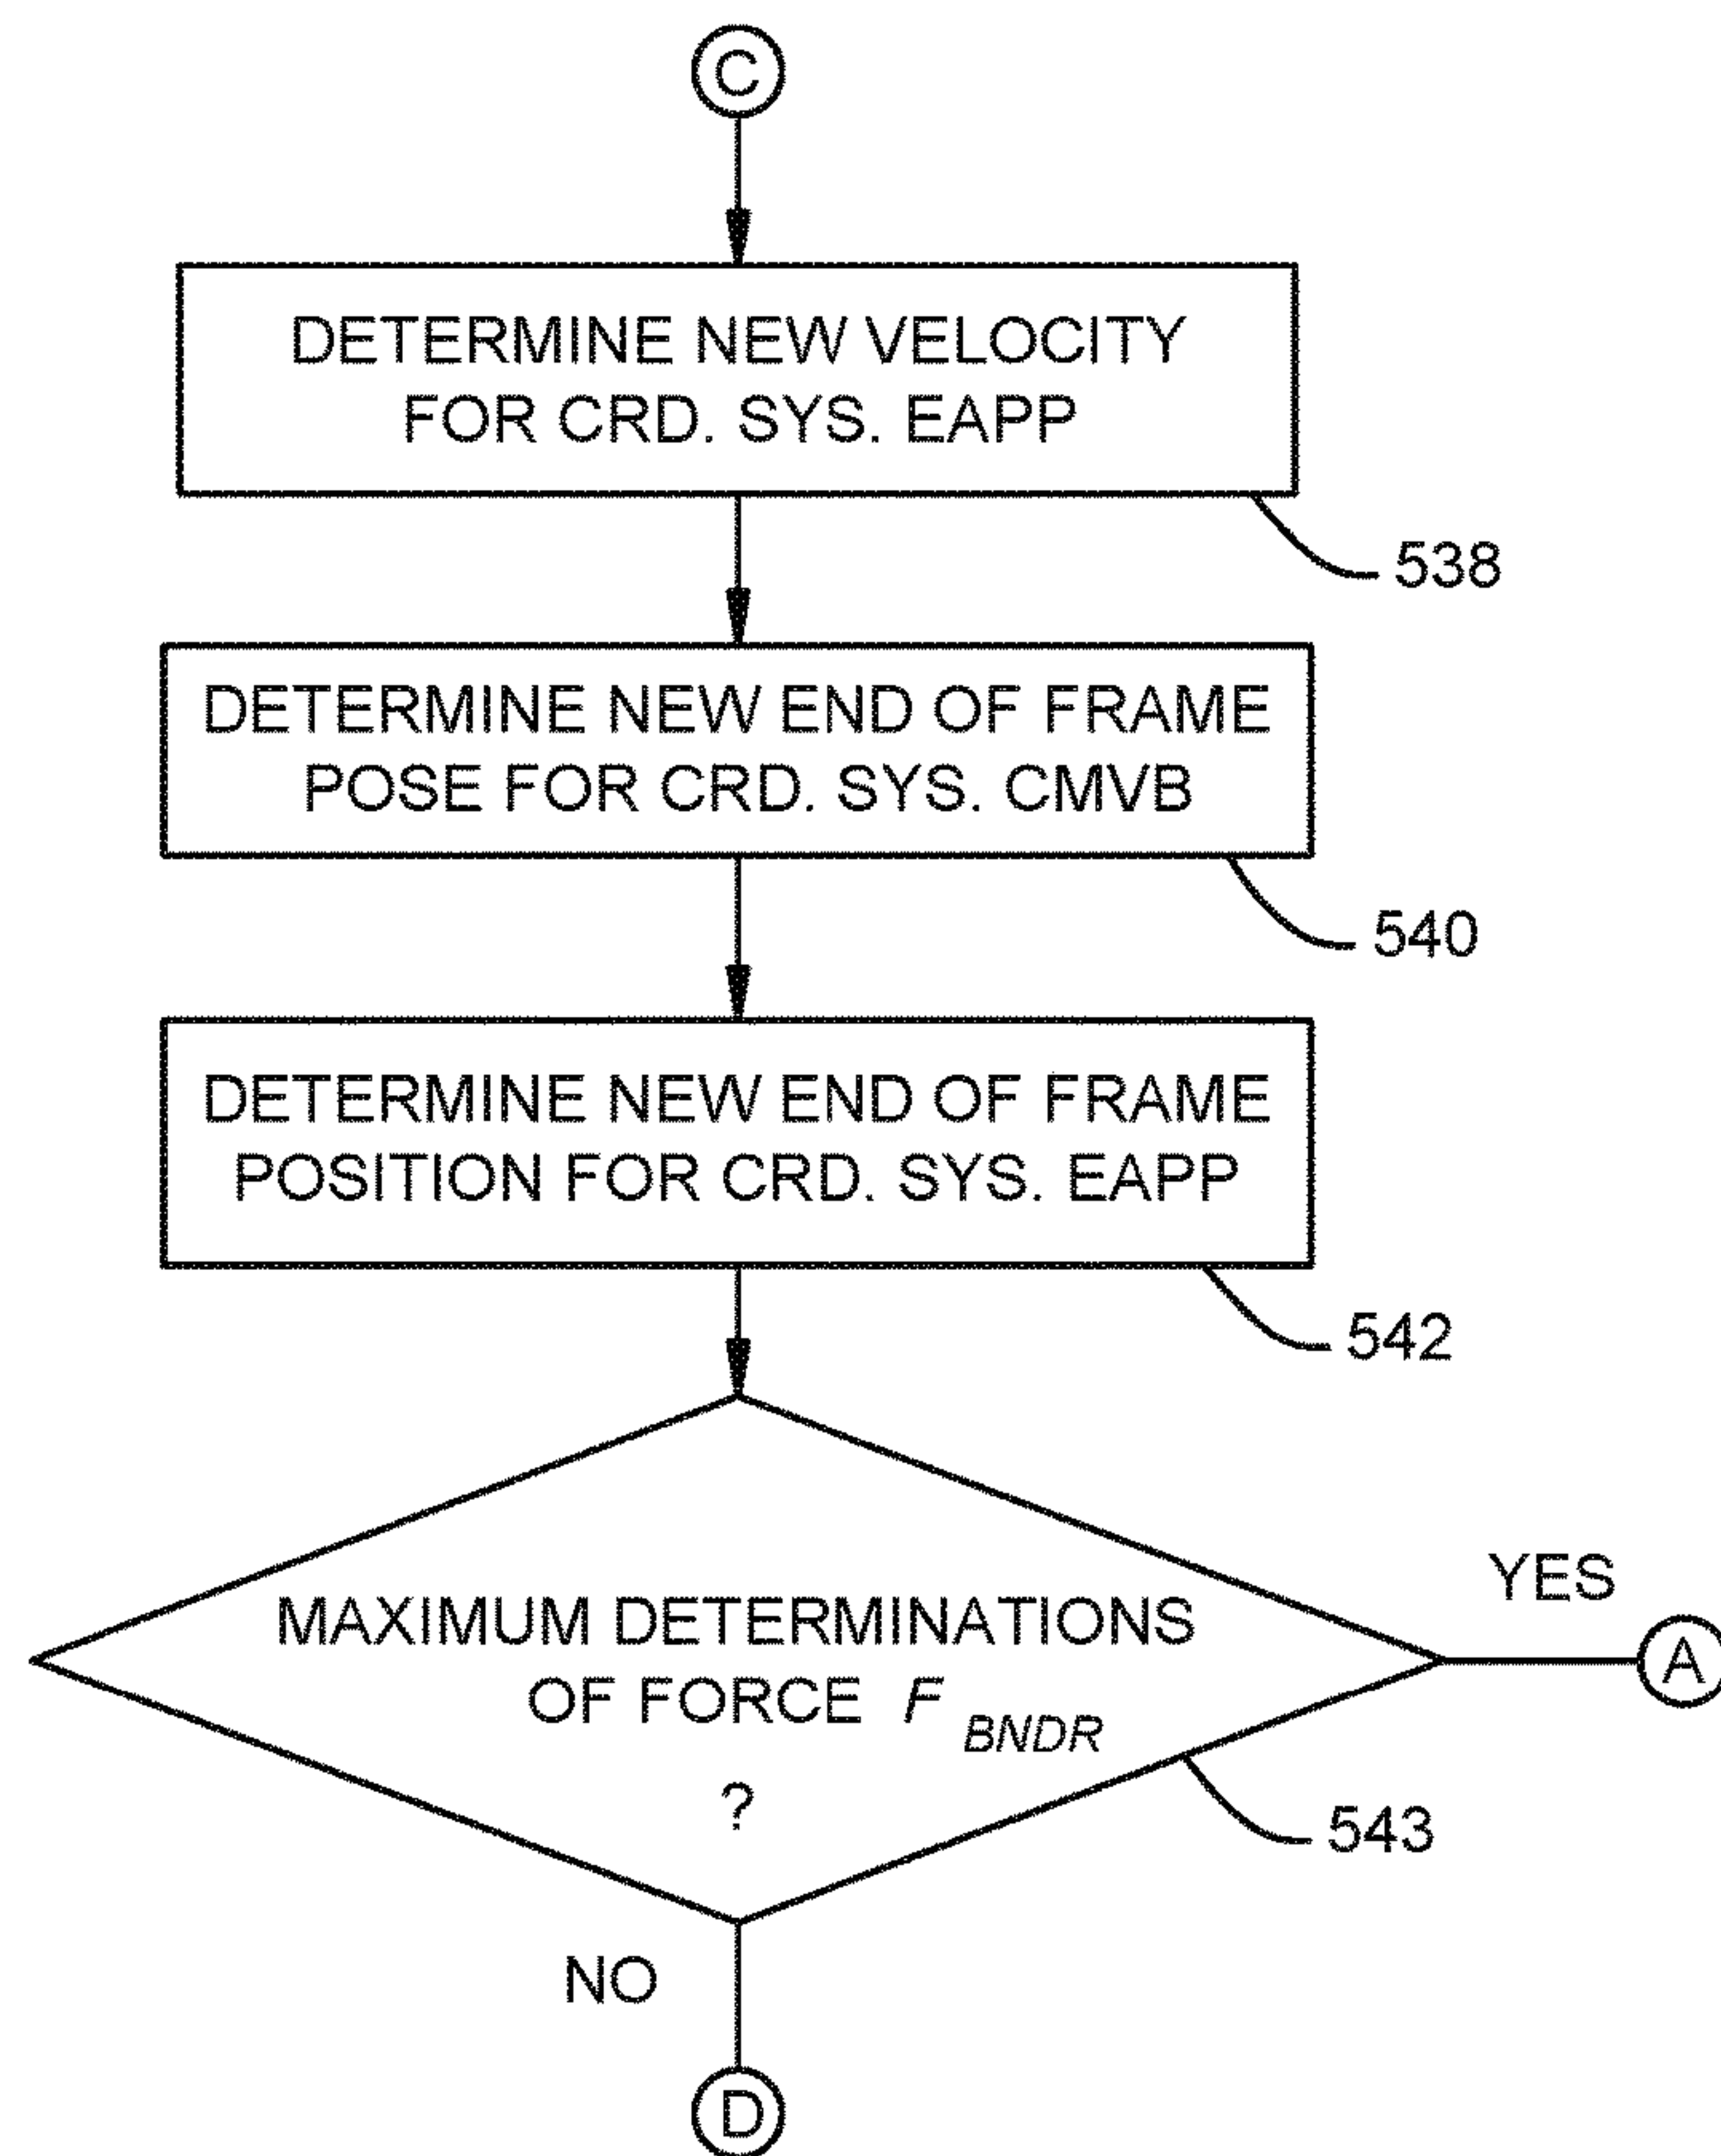 C
DETERMINE NEW VELOCITY
FOR CRD. SYS. EAPP
538
DETERMINE NEW END OF FRAME
POSE FOR CRD. SYS. CMVB
540
DETERMINE NEW END OF FRAME
POSITION FOR CRD. SYS. EAPP
542
MAXIMUM DETERMINATIONS
OF FORCE F BNDR
?
YES
A
543
NO
D